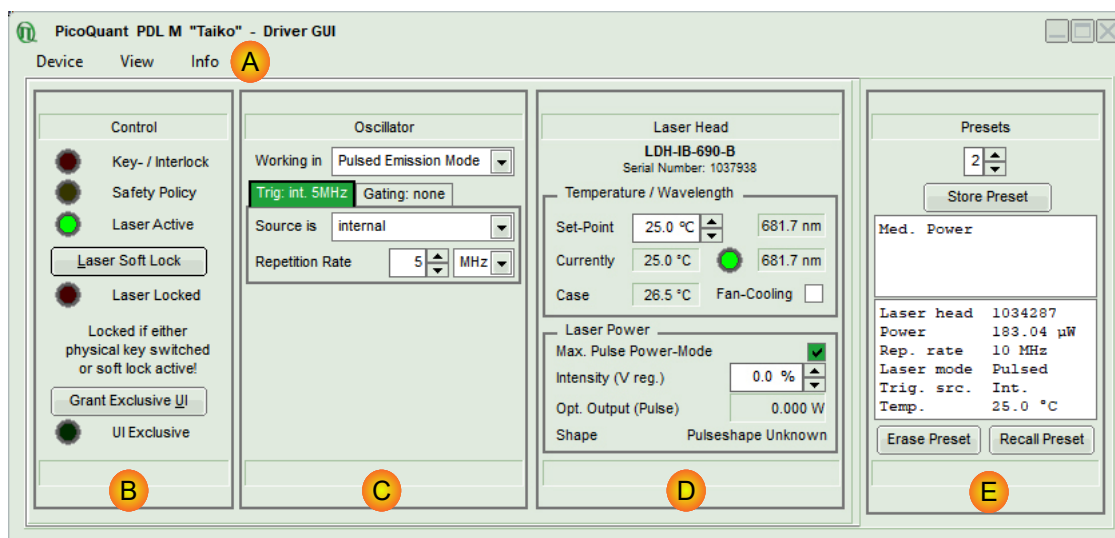 PicoQuant PDL M "Taiko" - Driver GUI
Device View Info A
Control
Key- / Interlock
Safety Policy
Laser Active
Laser Soft Lock
Laser Locked
Locked if either
physical key switched
or soft lock active!
Grant Exclusive UI
UI Exclusive
B
Oscillator
Working in Pulsed Emission Mode
Trig: int. 5MHz Gating: none
Source is internal
Repetition Rate 5 MHz
C
Laser Head
LDH-IB-690-B
Serial Number: 1037938
Temperature / Wavelength
Set-Point 25.0 °C 681.7 nm
Currently 25.0 °C 681.7 nm
Case 26.5 °C Fan-Cooling
Laser Power
Max. Pulse Power-Mode
Intensity (V reg.) 0.0 %
Opt. Output (Pulse) 0.000 W
Shape Pulseshape Unknown
D
Presets
2
Store Preset
Med. Power
Laser head 1034287
Power 183.04 µW
Rep. rate 10 MHz
Laser mode Pulsed
Trig. src. Int.
Temp. 25.0 °C
Erase Preset Recall Preset
E